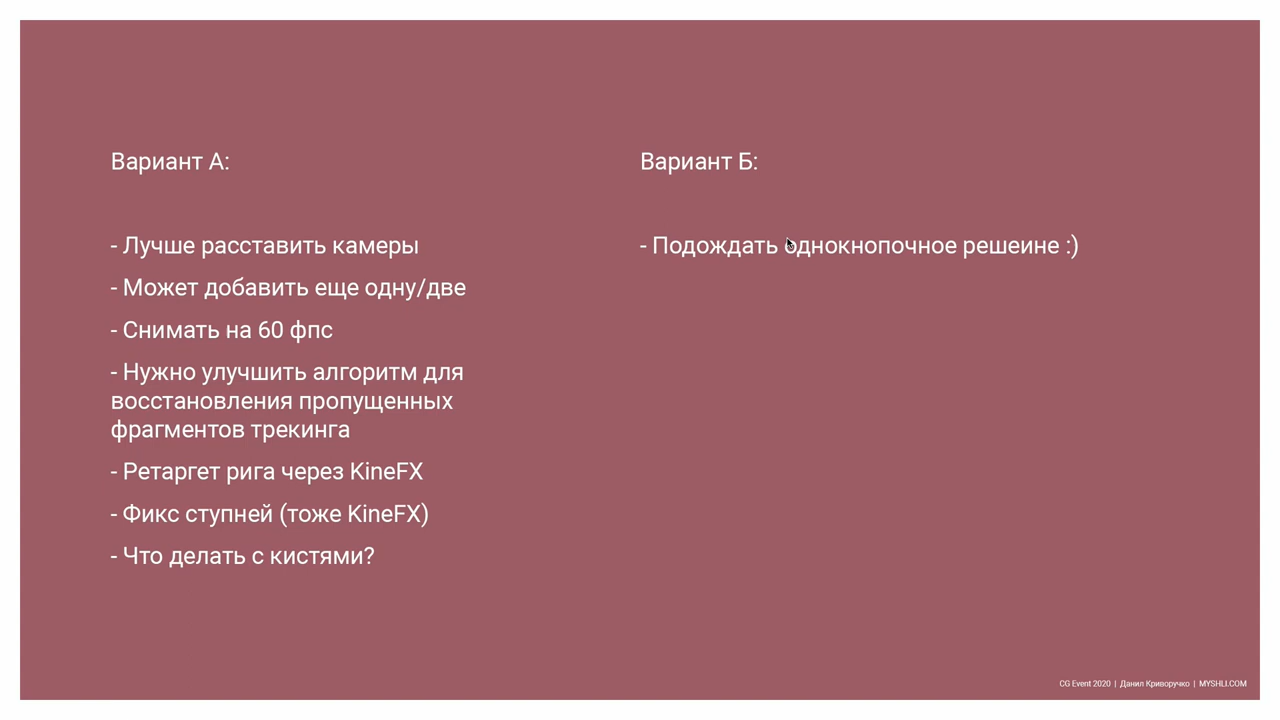 Вариант А:
- Лучше расставить камеры
- Может добавить еще одну/две
- Снимать на 60 фпс
- Нужно улучшить алгоритм для
восстановления пропущенных
фрагментов трекинга
- Ретаргет рига через KineFX
- Фикс ступней (тоже KineFX)
- Что делать с кистями?
Вариант Б:
- Подождать однокнопочное решеине :)
CG Event 2020 | Данил Криворучко | MYSHLI.COM